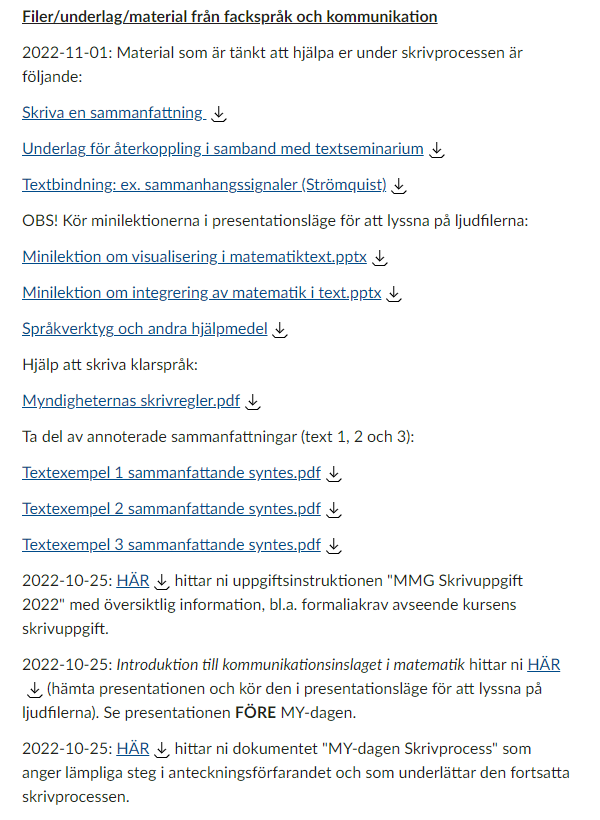 Filer/underlag/material från fackspråk och kommunikation
2022-11-01: Material som är tänkt att hjälpa er under skrivprocessen är
följande:
Skriva en sammanfattning
Underlag för återkoppling i samband med textseminarium
Textbindning: ex. sammanhangssignaler (Strömquist)
OBS! Kör minilektionerna i presentationsläge för att lyssna på ljudfilerna:
Minilektion om visualisering i matematiktext.pptx
Minilektion om integrering av matematik i text.pptx
Språkverktyg och andra hjälpmedel
Hjälp att skriva klarspråk:
Myndigheternas skrivregler.pdf
Ta del av annoterade sammanfattningar (text 1, 2 och 3):
Textexempel 1 sammanfattande syntes.pdf
Textexempel 2 sammanfattande syntes.pdf
Textexempel 3 sammanfattande syntes.pdf
2022-10-25: HÄR hittar ni uppgiftsinstruktionen "MMG Skrivuppgift
2022" med översiktlig information, bl.a. formaliakrav avseende kursens
skrivuppgift.
2022-10-25: Introduktion till kommunikationsinslaget i matematik hittar ni HÄR
(hämta presentationen och kör den i presentationsläge för att lyssna på
ljudfilerna). Se presentationen FÖRE MY-dagen.
2022-10-25: HÄR hittar ni dokumentet "MY-dagen Skrivprocess" som
anger lämpliga steg i anteckningsförfarandet och som underlättar den fortsatta
skrivprocessen.